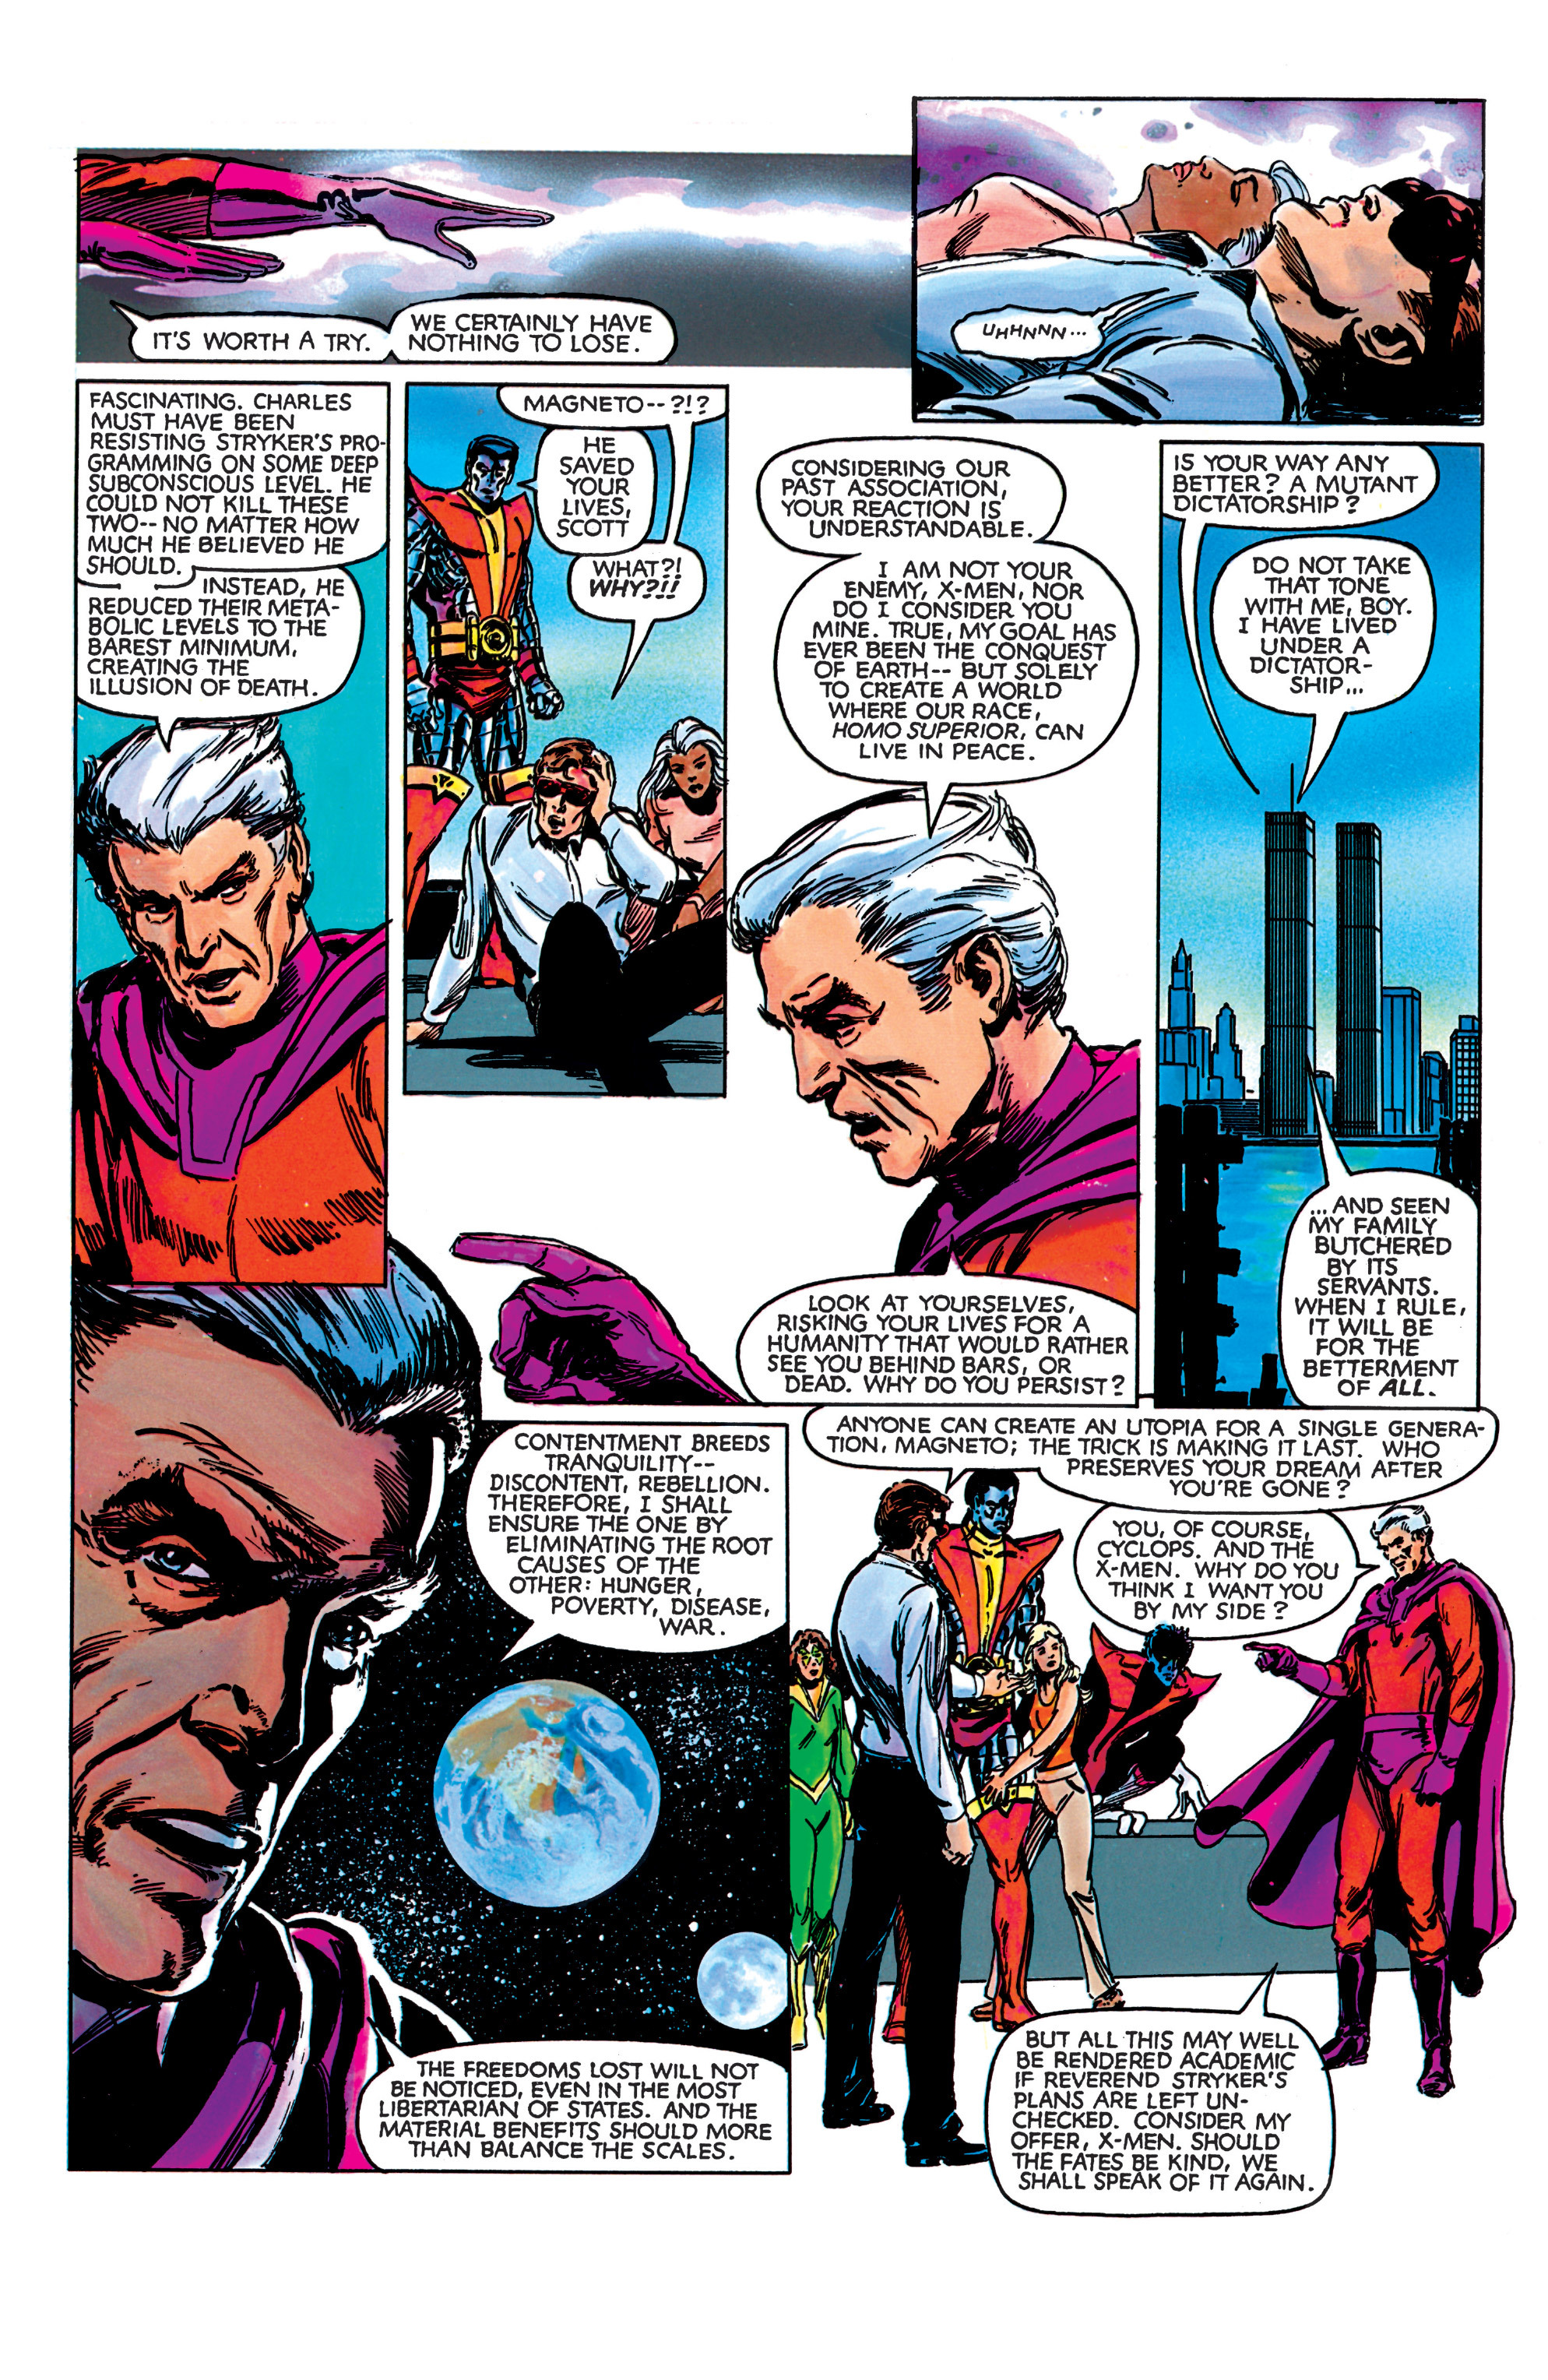 IT'S WORTH A TRY.
WE CERTAINLY HAVE
NOTHING TO LOSE.
UHHNNN...
FASCINATING. CHARLES
MUST HAVE BEEN
RESISTING STRYKER'S PRO-
GRAMMING ON SOME DEEP
SUBCONSCIOUS LEVEL. HE
COULD NOT KILL THESE
TWO-- NO MATTER HOW
MUCH HE BELIEVED HE
SHOULD.
INSTEAD, HE
REDUCED THEIR META-
BOLIC LEVELS TO THE
BAREST MINIMUM,
CREATING THE
ILLUSION OF DEATH.
MAGNETO--?!?
HE
SAVED
YOUR
LIVES,
SCOTT
WHAT?!
WHY?!!
CONSIDERING OUR
PAST ASSOCIATION,
YOUR REACTION IS
UNDERSTANDABLE.
I AM NOT YOUR
ENEMY, X-MEN, NOR
DO I CONSIDER YOU
MINE. TRUE, MY GOAL HAS
EVER BEEN THE CONQUEST
OF EARTH-- BUT SOLELY
TO CREATE A WORLD
WHERE OUR RACE,
HOMO SUPERIOR, CAN
LIVE IN PEACE.
LOOK AT YOURSELVES,
RISKING YOUR LIVES FOR A
HUMANITY THAT WOULD RATHER
SEE YOU BEHIND BARS, OR
DEAD. WHY DO YOU PERSIST?
IS YOUR WAY ANY
BETTER? A MUTANT
DICTATORSHIP?
DO NOT TAKE
THAT TONE
WITH ME, BOY.
I HAVE LIVED
UNDER A
DICTATOR-
SHIP...
...AND SEEN
MY FAMILY
BUTCHERED
BY ITS
SERVANTS.
WHEN I RULE,
IT WILL BE
FOR THE
BETTERMENT
OF ALL.
CONTENTMENT BREEDS
TRANQUILITY--
DISCONTENT, REBELLION.
THEREFORE, I SHALL
ENSURE THE ONE BY
ELIMINATING THE ROOT
CAUSES OF THE
OTHER: HUNGER,
POVERTY, DISEASE,
WAR.
THE FREEDOMS LOST WILL NOT
BE NOTICED, EVEN IN THE MOST
LIBERTARIAN OF STATES. AND THE
MATERIAL BENEFITS SHOULD MORE
THAN BALANCE THE SCALES.
ANYONE CAN CREATE AN UTOPIA FOR A SINGLE GENERA-
TION, MAGNETO; THE TRICK IS MAKING IT LAST. WHO
PRESERVES YOUR DREAM AFTER
YOU'RE GONE?
YOU, OF COURSE,
CYCLOPS. AND THE
X-MEN. WHY DO YOU
THINK I WANT YOU
BY MY SIDE?
BUT ALL THIS MAY WELL
BE RENDERED ACADEMIC
IF REVEREND STRYKER'S
PLANS ARE LEFT UN-
CHECKED. CONSIDER MY
OFFER, X-MEN. SHOULD
THE FATES BE KIND, WE
SHALL SPEAK OF IT AGAIN.